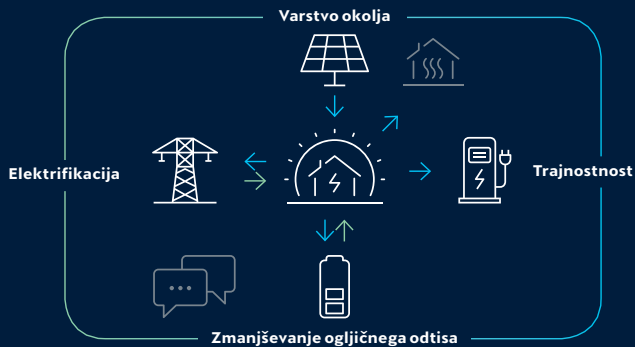 Varstvo okolja
Elektrifikacija
Trajnostnost
Zmanjševanje ogljičnega odtisa